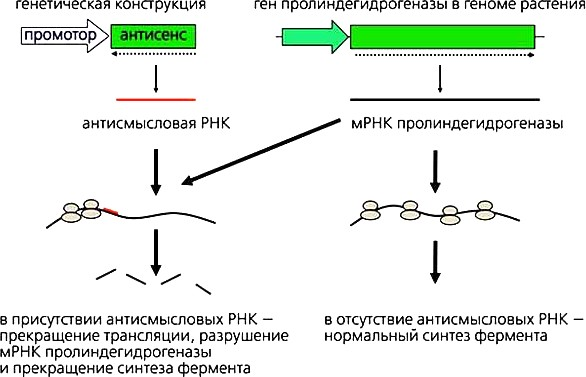 генетическая конструкция
ген пролиндегидрогеназы в геноме растения
промотор
антисенс
антисмысловая РНК
мРНК пролиндегидрогеназы
в присутствии антисмысловых РНК –
прекращение трансляции, разрушение
мРНК пролиндегидрогеназы
и прекращение синтеза фермента
в отсутствие антисмысловых РНК –
нормальный синтез фермента